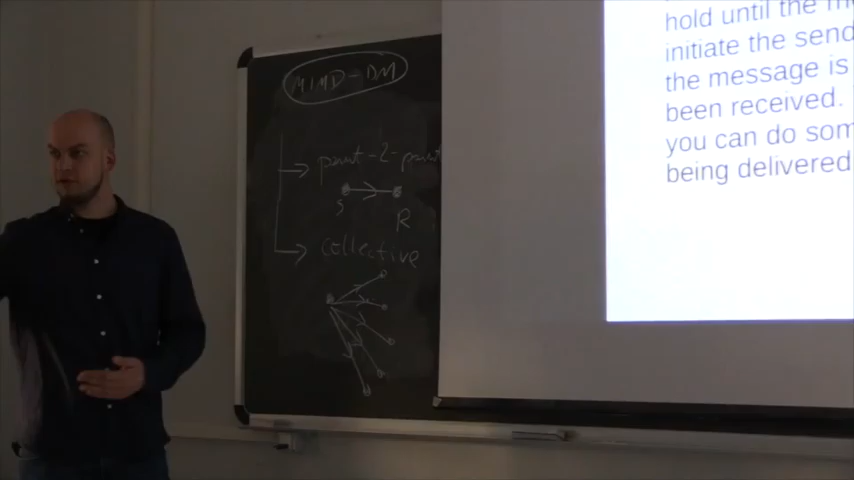 MIMD-DM
point-2-point
S
R
collective
hold until the m
initiate the send
the message is
been received.
you can do som
being delivered